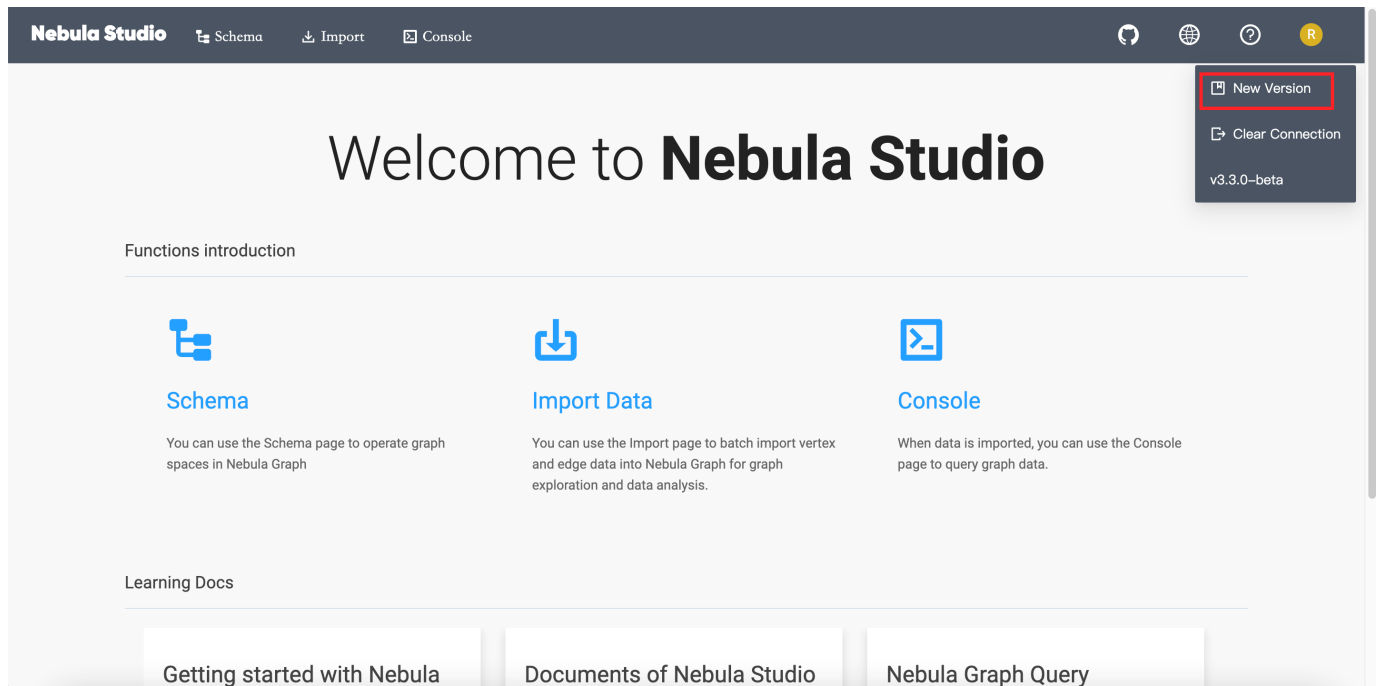 Nebula Studio Schema Import Console R
New Version
Clear Connection
v3.3.0-beta
Welcome to Nebula Studio
Functions introduction
Schema
You can use the Schema page to operate graph
spaces in Nebula Graph
Import Data
You can use the Import page to batch import vertex
and edge data into Nebula Graph for graph
exploration and data analysis.
Console
When data is imported, you can use the Console
page to query graph data.
Learning Docs
Getting started with Nebula
Documents of Nebula Studio
Nebula Graph Query